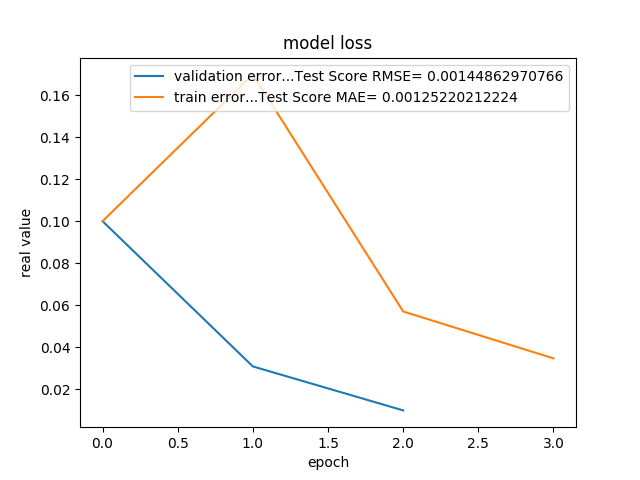 model loss
validation error...Test Score RMSE= 0.00144862970766
train error...Test Score MAE= 0.00125220212224
real value
0.16
0.14
0.12
0.10
0.08
0.06
0.04
0.02
0.0 0.5 1.0 1.5 2.0 2.5 3.0
epoch